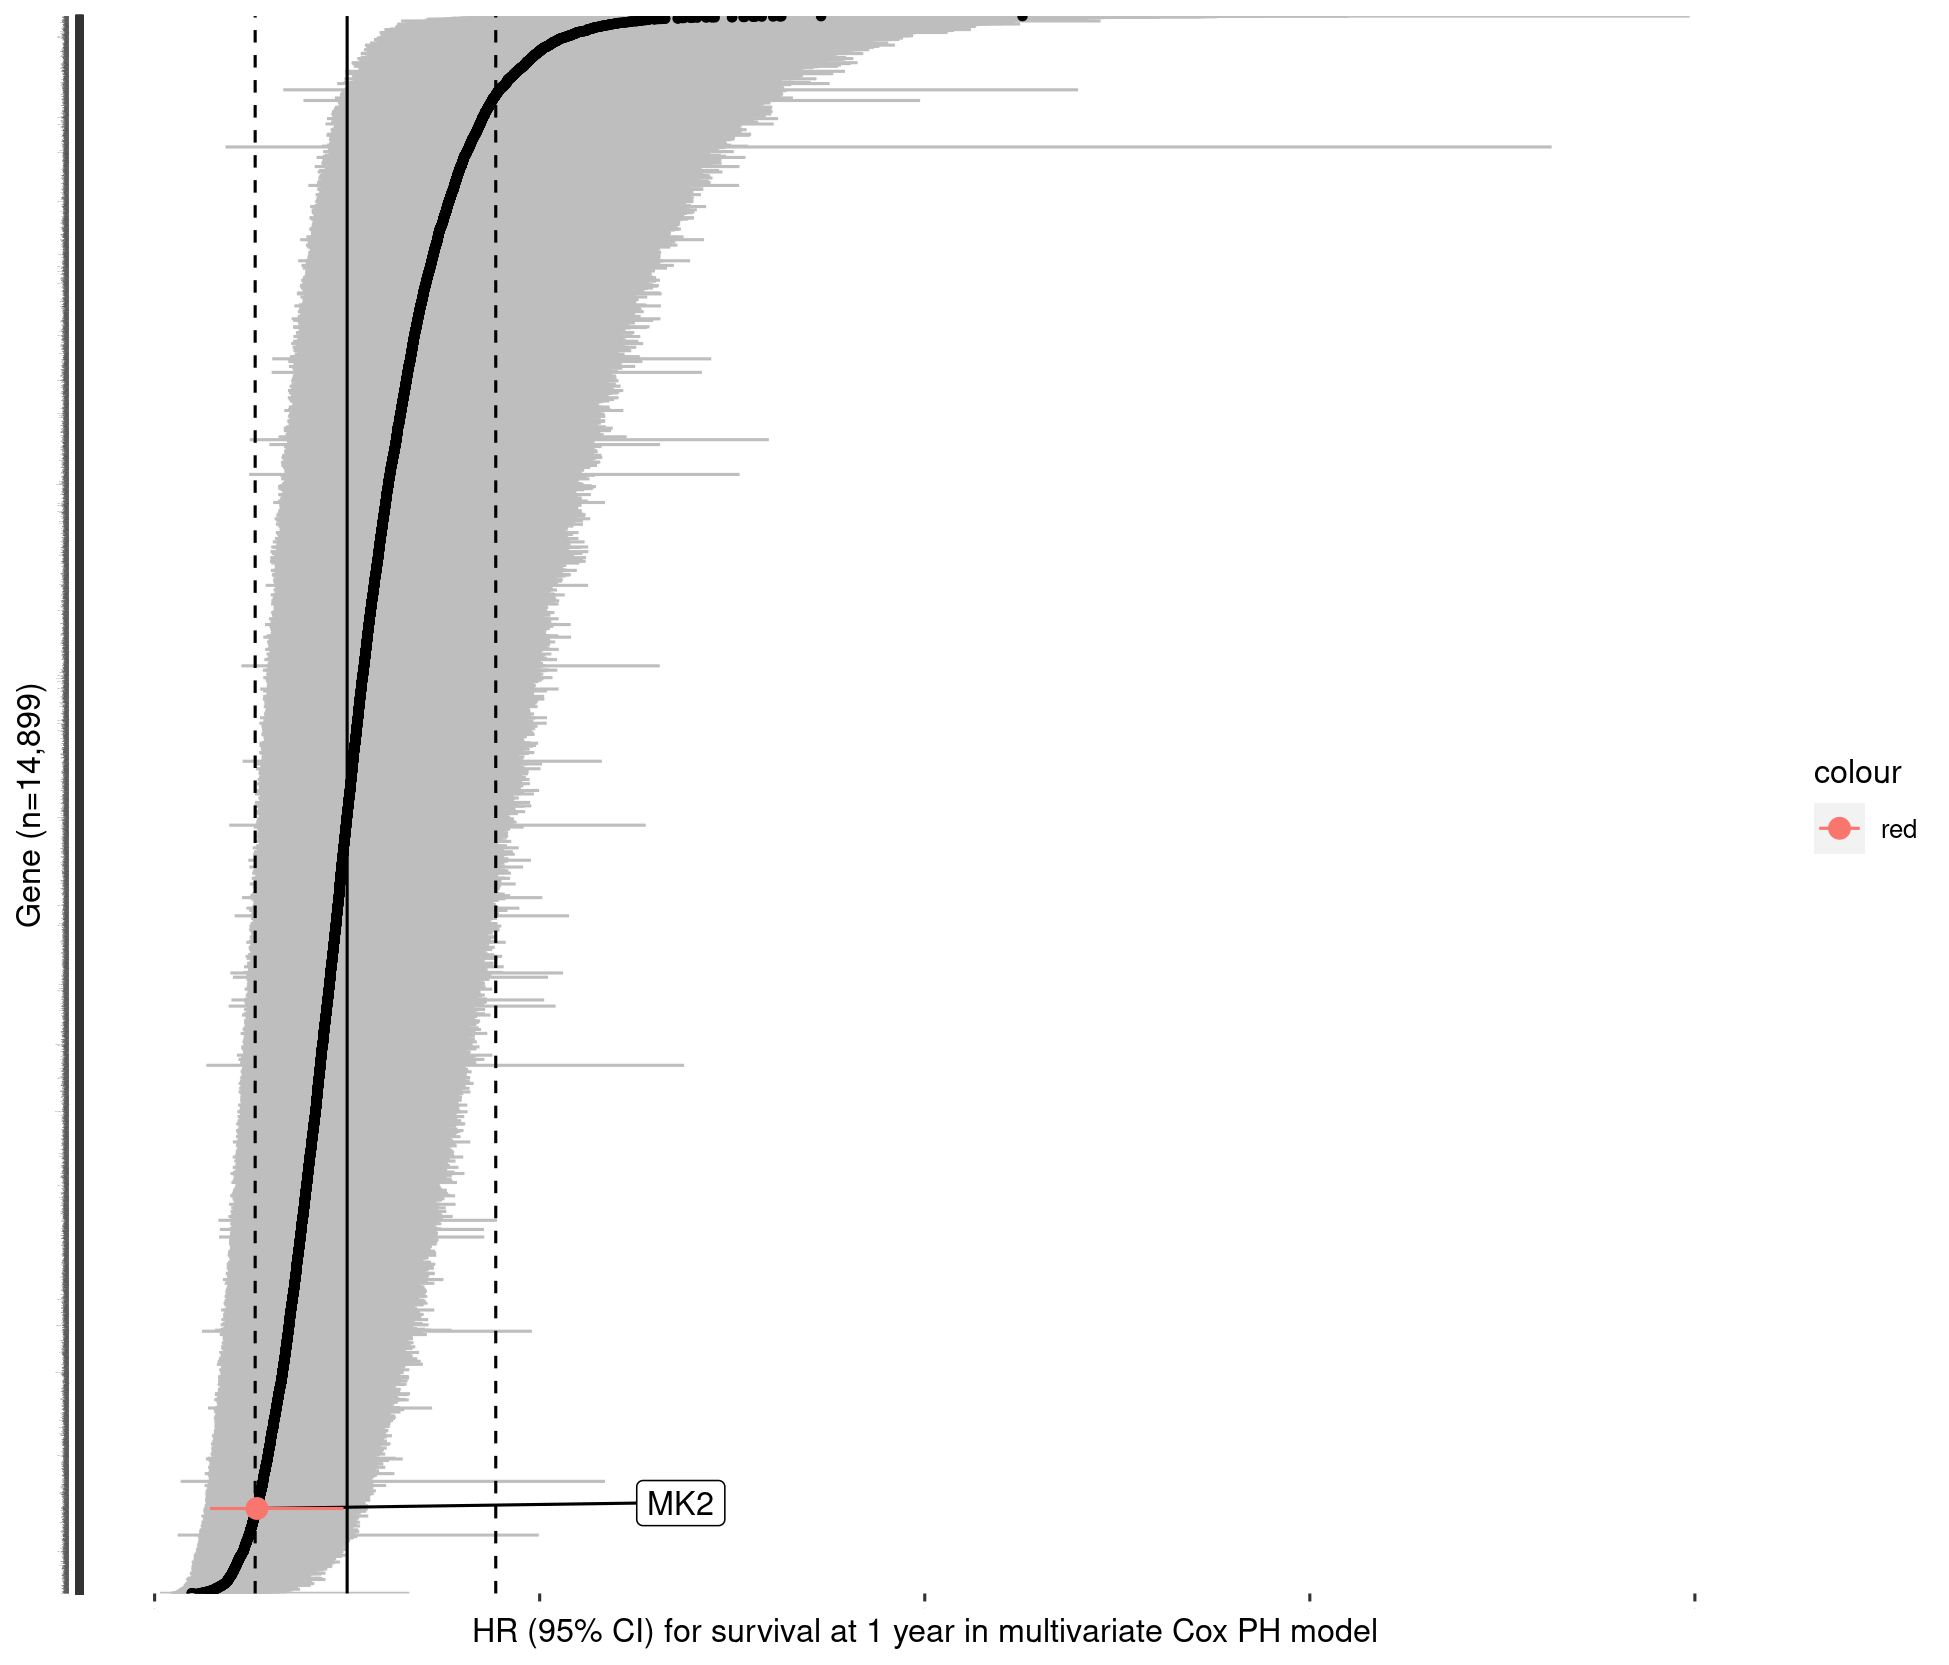 Gene (n=14,899)
colour
red
MK2
HR (95% CI) for survival at 1 year in multivariate Cox PH model